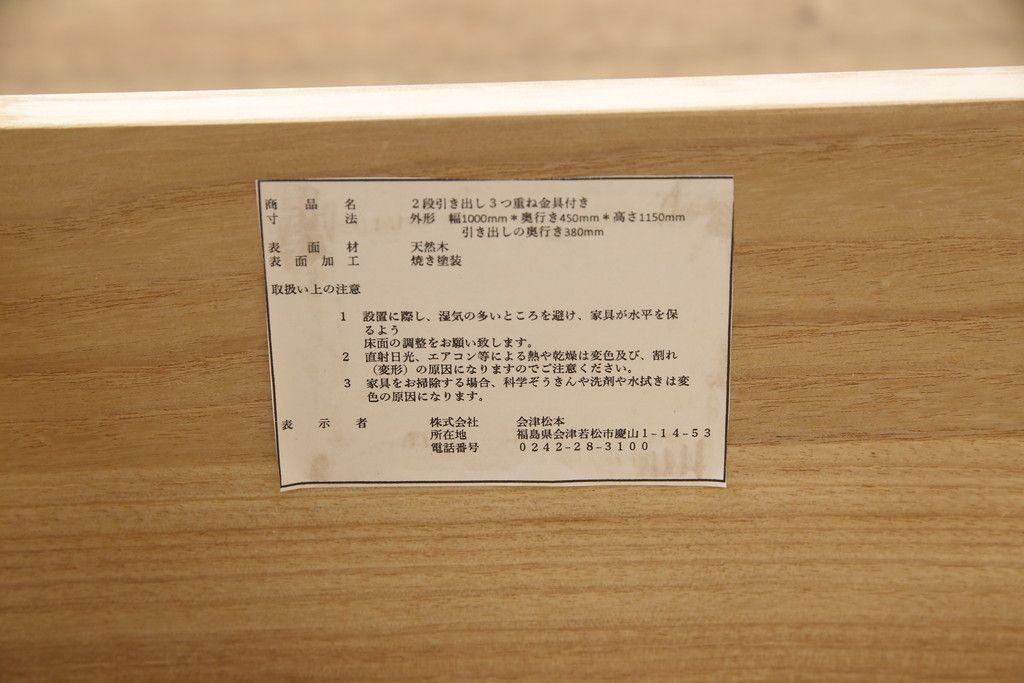 商品名 2段引き出し3つ重ね金具付き
寸法 外形 幅1000mm＊奥行き450mm＊高さ1150mm
引き出しの奥行き380mm
表面材 天然木
表面加工 焼き塗装
取扱い上の注意
1 設置に際し、湿気の多いところを避け、家具が水平を保
るよう
床面の調整をお願い致します。
2 直射日光、エアコン等による熱や乾燥は変色及び、割れ
（変形）の原因になりますのでご注意ください。
3 家具をお掃除する場合、科学ぞうきんや洗剤や水拭きは変
色の原因になります。
表示者 株式会社 会津松本
所在地 福島県会津若松市慶山1-14-53
電話番号 0242-28-3100